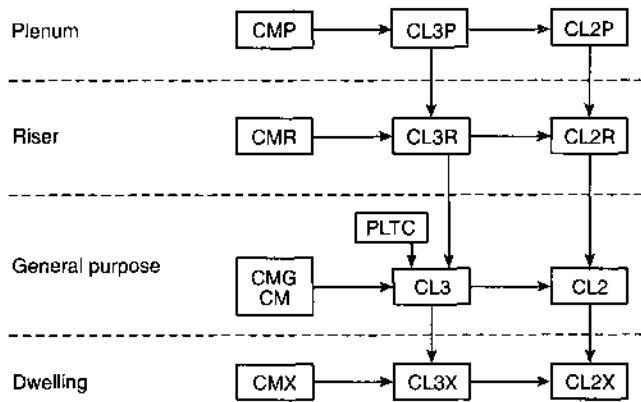 Plenum
CMP
CL3P
CL2P
Riser
CMR
CL3R
CL2R
PLTC
General purpose
CMG
CM
CL3
CL2
Dwelling
CMX
CL3X
CL2X